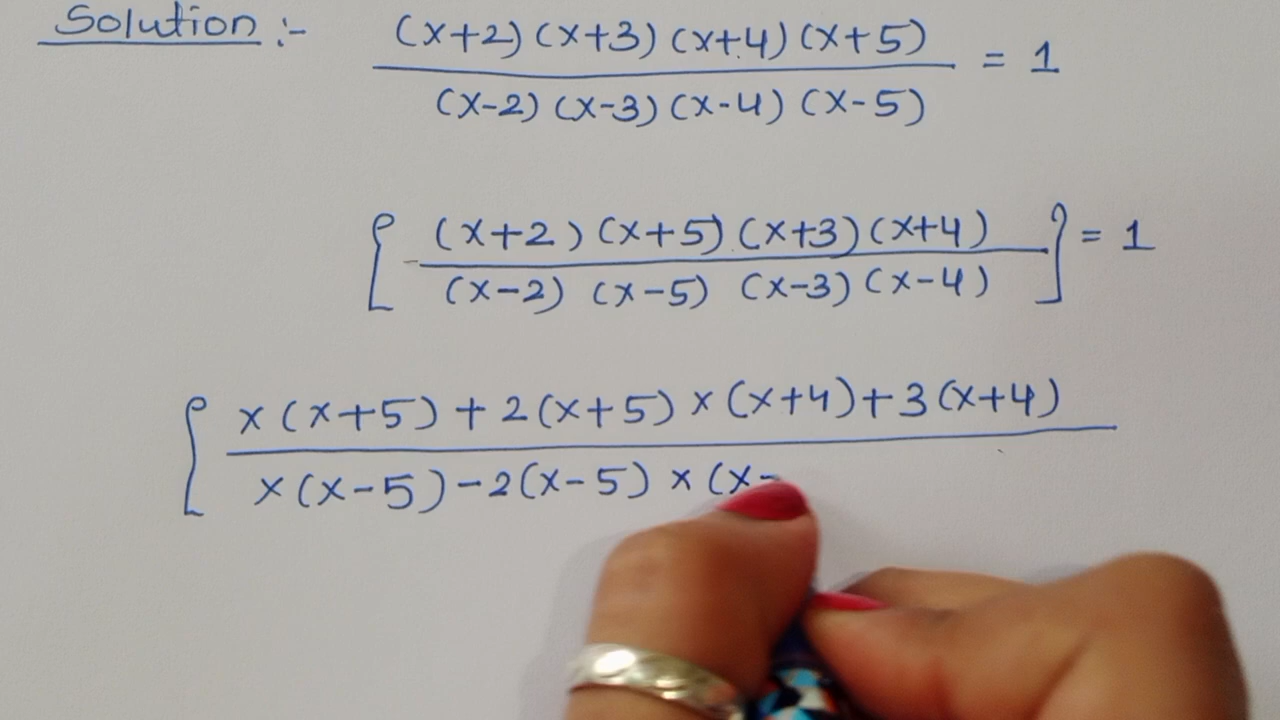 Solution :-
(x+2) (x+3) (x+4) (x+5)
= 1
(x-2) (x-3) (x-4) (x-5)
[ (x+2) (x+5) (x+3) (x+4) ] = 1
(x-2) (x-5) (x-3) (x-4)
[ x(x+5) + 2(x+5) x(x+4) + 3(x+4)
x(x-5) - 2(x-5) x(x-